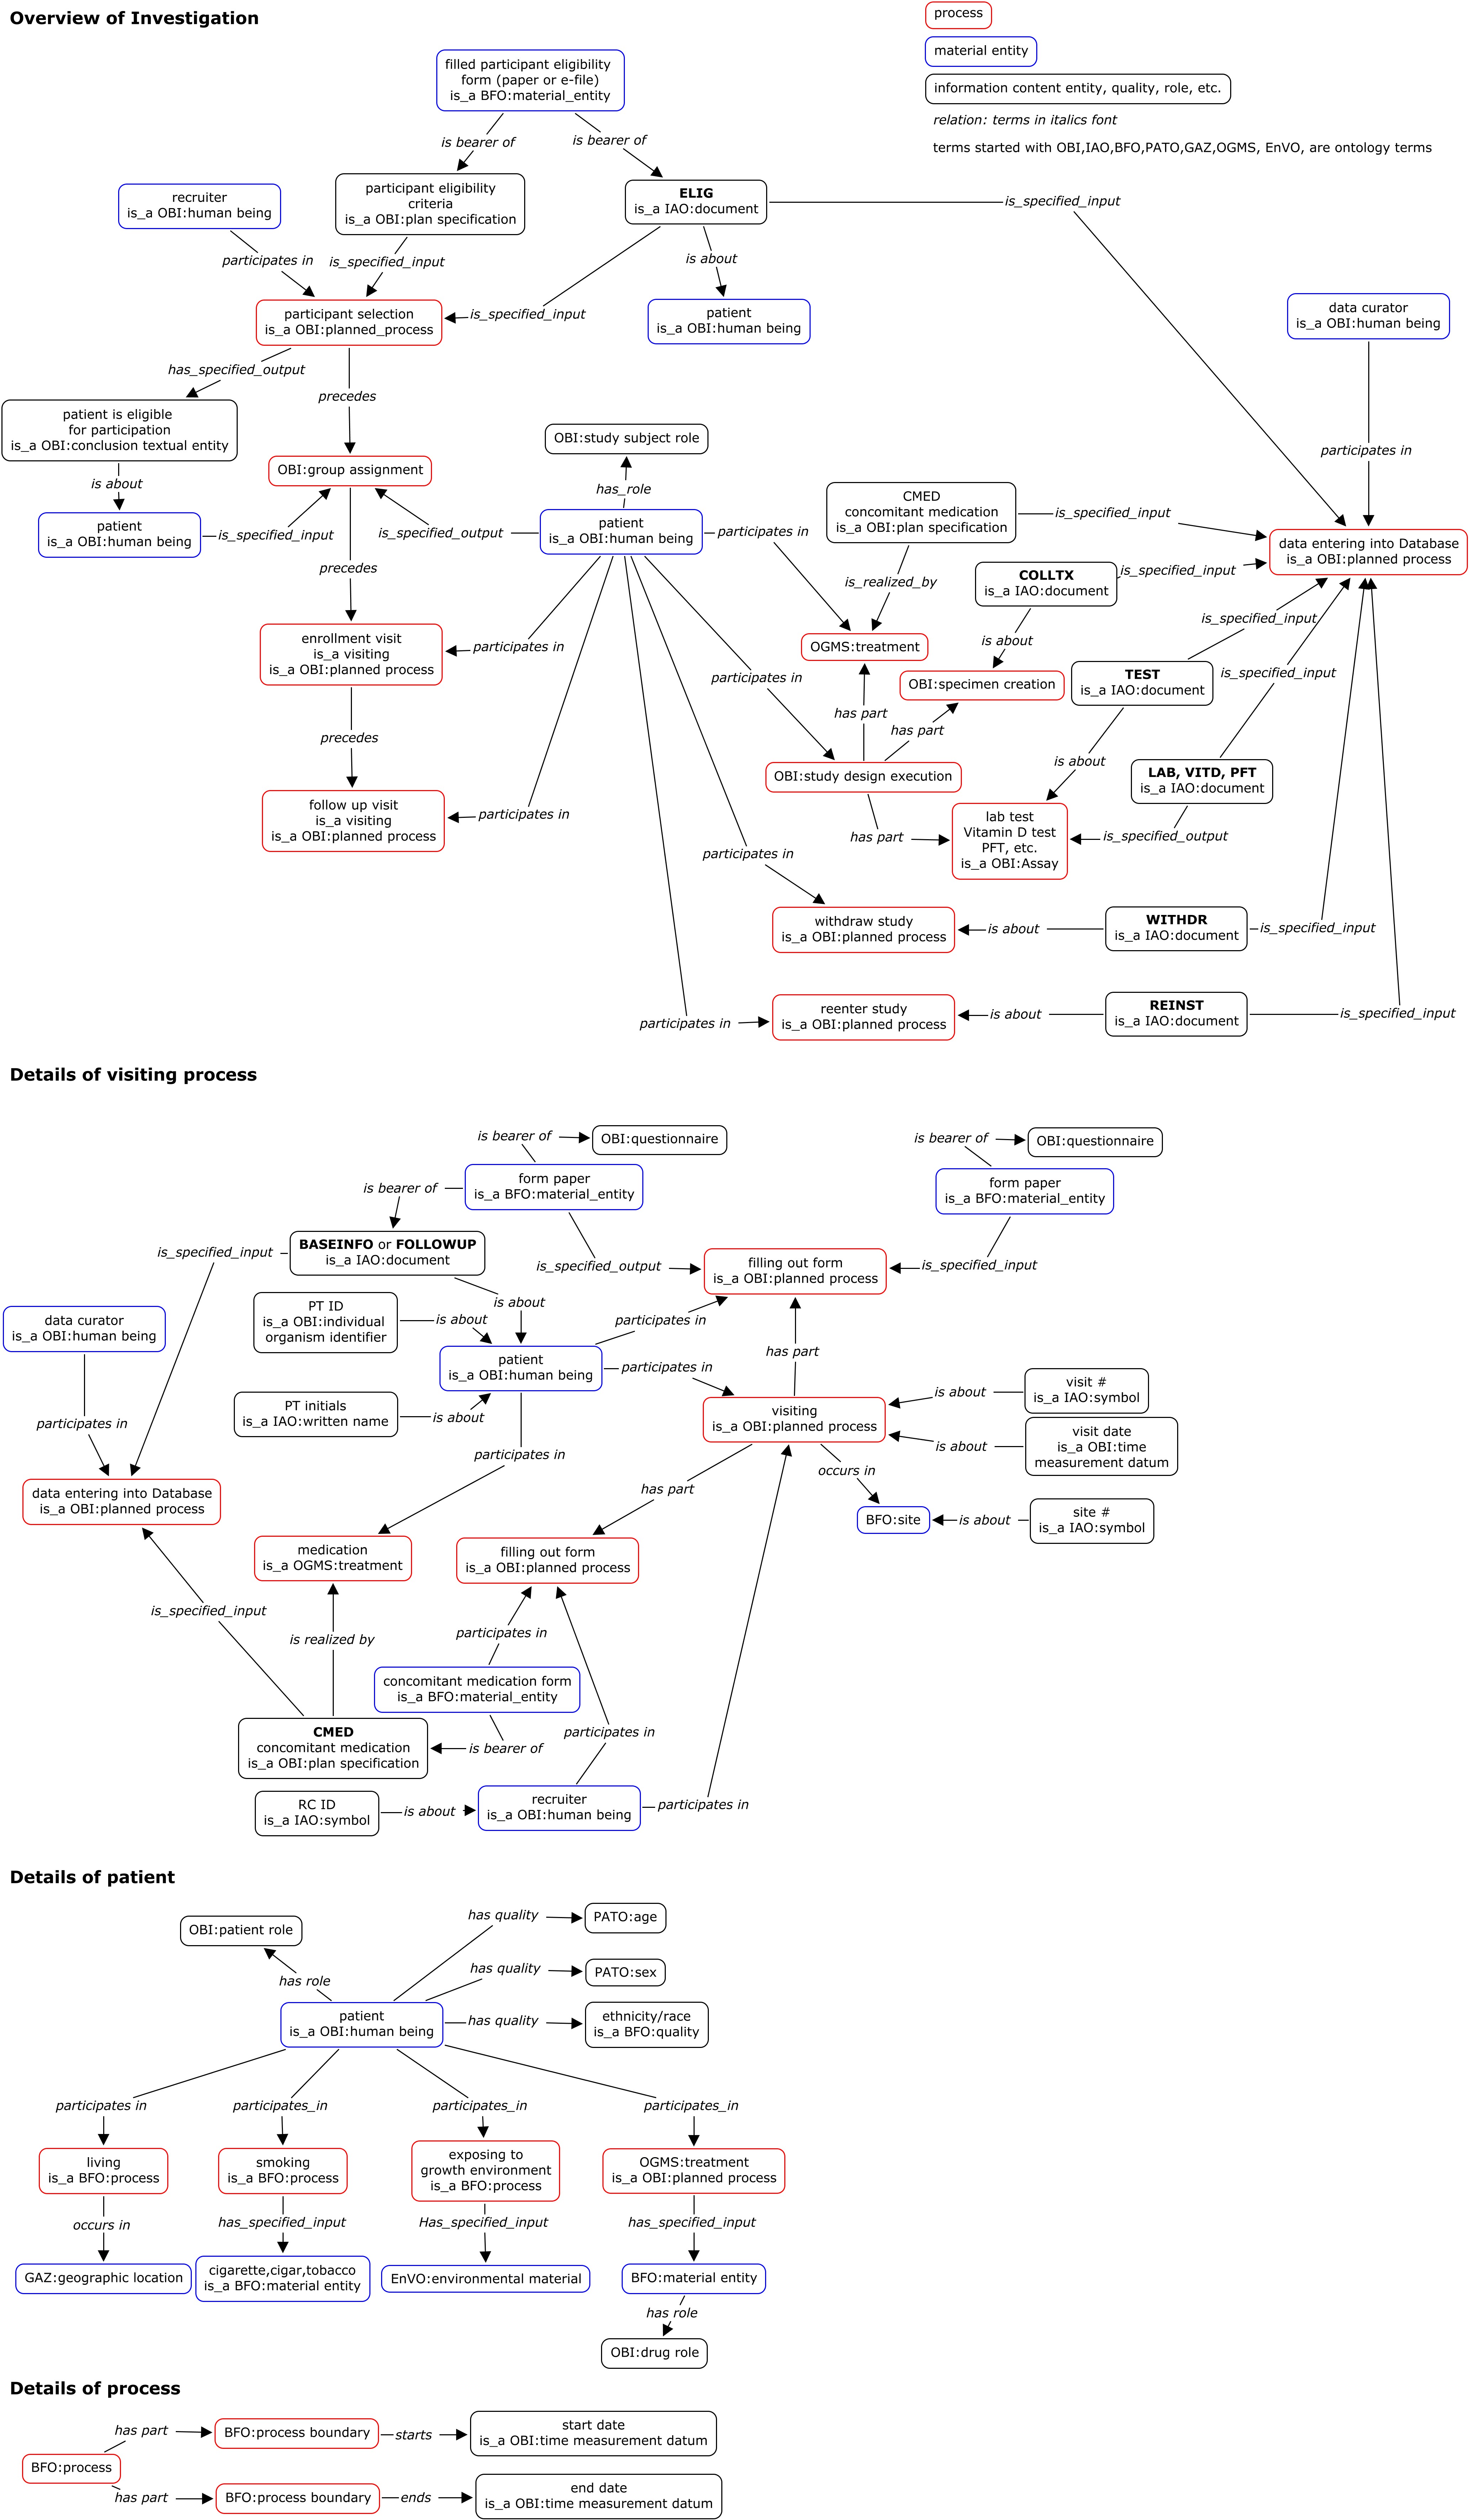 Overview of Investigation
process
material entity
information content entity, quality, role, etc.
relation: terms in italics font
terms started with OBI,IAO,BFO,PATO,GAZ,OGMS, EnVO, are ontology terms
filled participant eligibility
form (paper or e-file)
is_a BFO:material_entity
is bearer of
is bearer of
recruiter
is_a OBI:human being
participant eligibility
criteria
is_a OBI:plan specification
ELIG
is_a IAO:document
is_specified_input
participates in
is_specified_input
is about
participant selection
is_a OBI:planned_process
is_specified_input
patient
is_a OBI:human being
data curator
is_a OBI:human being
has_specified_output
precedes
patient is eligible
for participation
is_a OBI:conclusion textual entity
OBI:study subject role
participates in
is about
OBI:group assignment
has_role
CMED
concomitant medication
is_a OBI:plan specification
is_specified_input
patient
is_a OBI:human being
is_specified_input
is_specified_output
patient
is_a OBI:human being
participates in
data entering into Database
is_a OBI:planned process
precedes
is_realized_by
COLLTX
is_a IAO:document
is_specified_input
enrollment visit
is_a visiting
is_a OBI:planned process
participates in
OGMS:treatment
is about
is_specified_input
participates in
OBI:specimen creation
TEST
is_a IAO:document
is_specified_input
precedes
has part
has part
is about
OBI:study design execution
LAB, VITD, PFT
is_a IAO:document
follow up visit
is_a visiting
is_a OBI:planned process
participates in
has part
lab test
Vitamin D test
PFT, etc.
is_a OBI:Assay
is_specified_output
participates in
withdraw study
is_a OBI:planned process
is about
WITHDR
is_a IAO:document
is_specified_input
participates in
reenter study
is_a OBI:planned process
is about
REINST
is_a IAO:document
is_specified_input
Details of visiting process
is bearer of
OBI:questionnaire
is bearer of
OBI:questionnaire
form paper
is_a BFO:material_entity
form paper
is_a BFO:material_entity
is bearer of
is_specified_input
BASEINFO or FOLLOWUP
is_a IAO:document
is_specified_output
filling out form
is_a OBI:planned process
is_specified_input
PT ID
is_a OBI:individual
organism identifier
is about
is about
participates in
data curator
is_a OBI:human being
patient
is_a OBI:human being
participates in
has part
PT initials
is_a IAO:written name
is about
visiting
is_a OBI:planned process
is about
visit #
is_a IAO:symbol
participates in
participates in
is about
visit date
is_a OBI:time
measurement datum
occurs in
has part
data entering into Database
is_a OBI:planned process
BFO:site
is about
site #
is_a IAO:symbol
medication
is_a OGMS:treatment
filling out form
is_a OBI:planned process
is_specified_input
is realized by
participates in
concomitant medication form
is_a BFO:material_entity
CMED
concomitant medication
is_a OBI:plan specification
is bearer of
participates in
RC ID
is_a IAO:symbol
is about
recruiter
is_a OBI:human being
participates in
Details of patient
OBI:patient role
has quality
PATO:age
has role
has quality
PATO:sex
patient
is_a OBI:human being
has quality
ethnicity/race
is_a BFO:quality
participates in
participates_in
participates_in
participates_in
living
is_a BFO:process
smoking
is_a BFO:process
exposing to
growth environment
is_a BFO:process
OGMS:treatment
is_a OBI:planned process
occurs in
has_specified_input
Has_specified_input
has_specified_input
GAZ:geographic location
cigarette,cigar,tobacco
is_a BFO:material entity
EnVO:environmental material
BFO:material entity
has role
OBI:drug role
Details of process
has part
BFO:process boundary
starts
start date
is_a OBI:time measurement datum
BFO:process
has part
BFO:process boundary
ends
end date
is_a OBI:time measurement datum